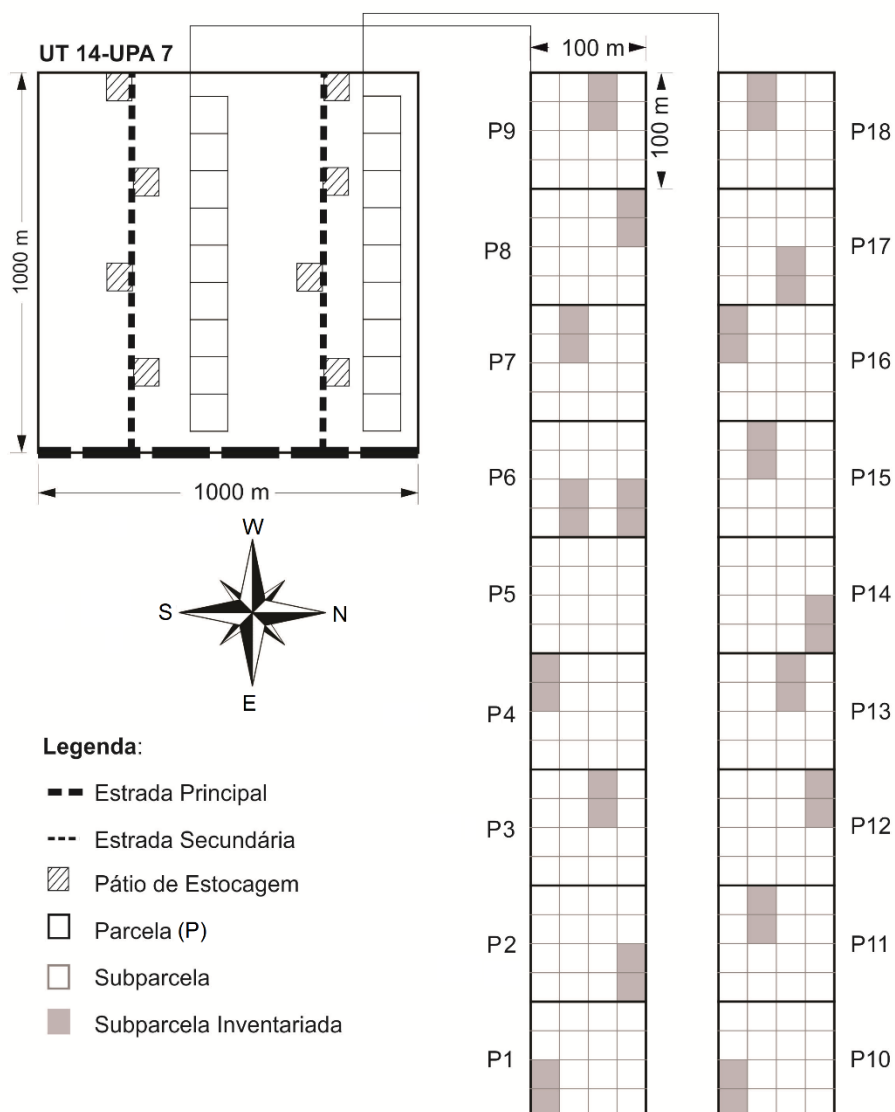 UT 14-UPA 7
1000 m
1000 m
W
S
N
E
Legenda:
Estrada Principal
Estrada Secundária
Pátio de Estocagem
Parcela (P)
Subparcela
Subparcela Inventariada
100 m
100 m
P9
P8
P7
P6
P5
P4
P3
P2
P1
P18
P17
P16
P15
P14
P13
P12
P11
P10